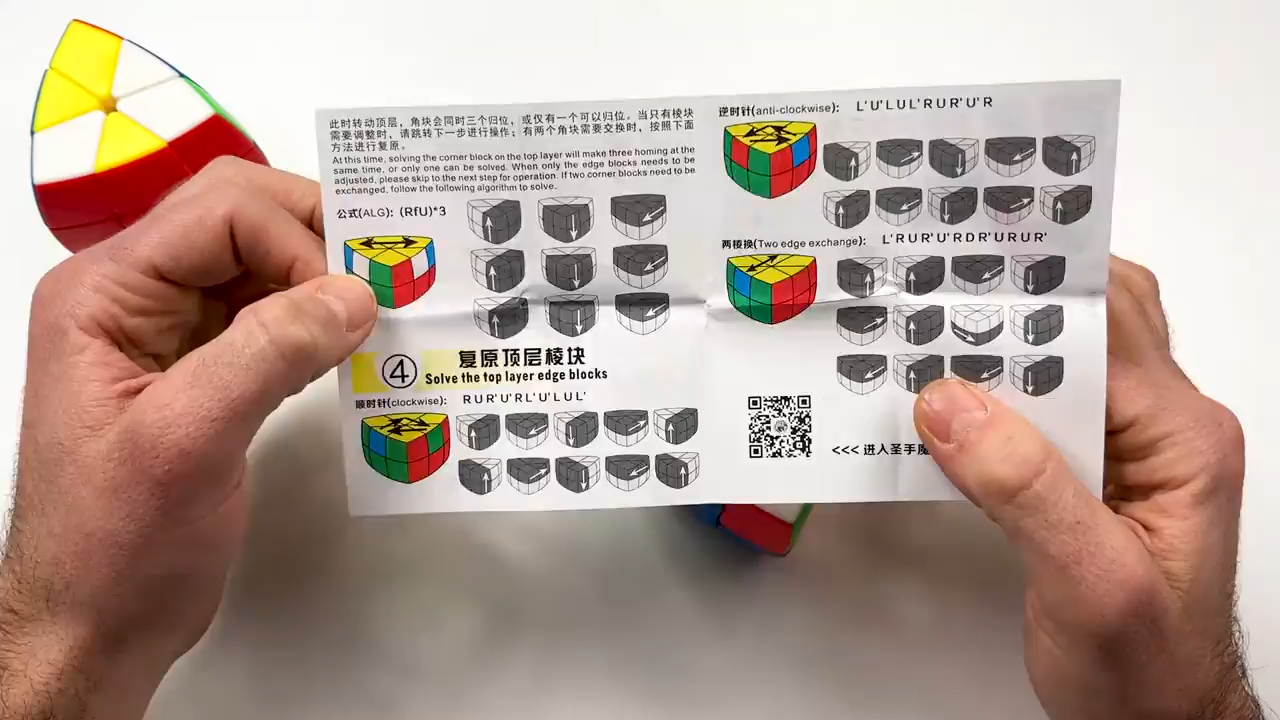 此时转动顶层，角块会同时三个归位，或仅有一个可以归位。当只有棱块
需要调整时，请跳转下一步进行操作；有两个角块需要交换时，按照下面
方法进行复原。
At this time, solving the corner block on the top layer will make three homing at the
same time, or only one can be solved. When only the edge blocks needs to be
adjusted, please skip to the next step for operation. If two corner blocks need to be
exchanged, follow the following algorithm to solve.
公式(ALG): (RfU)*3
④ 复原顶层棱块
Solve the top layer edge blocks
顺时针(clockwise): R U R' U' R L' U' L U L'
逆时针(anti-clockwise): L' U' L U L' R U R' U' R
两棱换(Two edge exchange): L' R U R' U' R D R' U R U R'
<<< 进入圣手魔